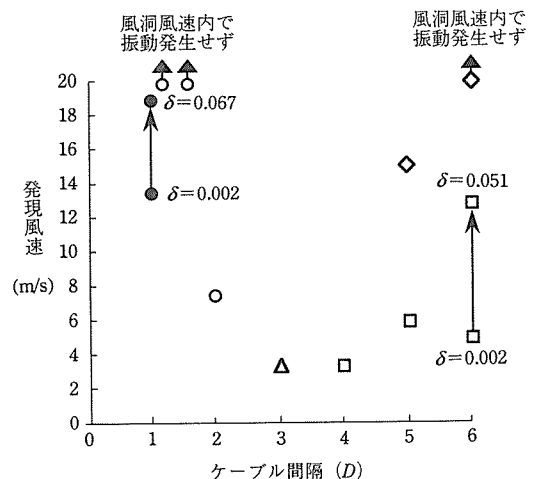 風洞風速内で
振動発生せず
風洞風速内で
振動発生せず
20
18
16
14
12
10
8
6
4
2
0
発現風速
(m/s)
δ=0.067
δ=0.002
δ=0.051
δ=0.002
0 1 2 3 4 5 6
ケーブル間隔 (D)